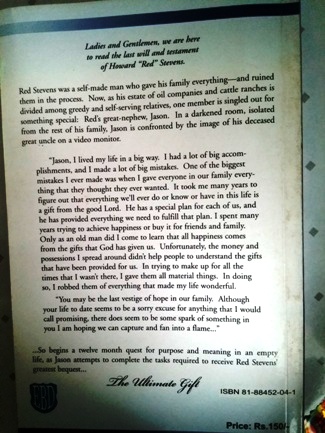 Ladies and Gentlemen, we are here
to read the last will and testament
of Howard "Red" Stevens.
Red Stevens was a self-made man who gave his family everything—and ruined
them in the process. Now, as his estate of oil companies and cattle ranches is
divided among greedy and self-serving relatives, one member is singled out for
something special: Red's great-nephew, Jason. In a darkened room, isolated
from the rest of his family, Jason is confronted by the image of his deceased
great uncle on a video monitor.
"Jason, I lived my life in a big way. I had a lot of big accom-
plishments, and I made a lot of big mistakes. One of the biggest
mistakes I ever made was when I gave everyone in our family every-
thing that they thought they ever wanted. It took me many years to
figure out that everything we'll ever do or know or have in this life is
a gift from the good Lord. He has a special plan for each of us, and
he has provided everything we need to fulfill that plan. I spent many
years trying to achieve happiness or buy it for friends and family.
Only as an old man did I come to learn that all happiness comes
from the gifts that God has given us. Unfortunately, the money and
possessions I spread around didn't help people to understand the gifts
that have been provided for us. In trying to make up for all the
times that I wasn't there, I gave them all material things. In doing
so, I robbed them of everything that made my life wonderful.
"You may be the last vestige of hope in our family. Although
your life to date seems to be a sorry excuse for anything that I would
call promising, there does seem to be some spark of something in
you I am hoping we can capture and fan into a flame..."
...So begins a twelve month quest for purpose and meaning in an empty
life, as Jason attempts to complete the tasks required to receive Red Stevens'
greatest bequest...
The Ultimate Gift
ISBN 81-88452-04-1
Price: Rs.150/-